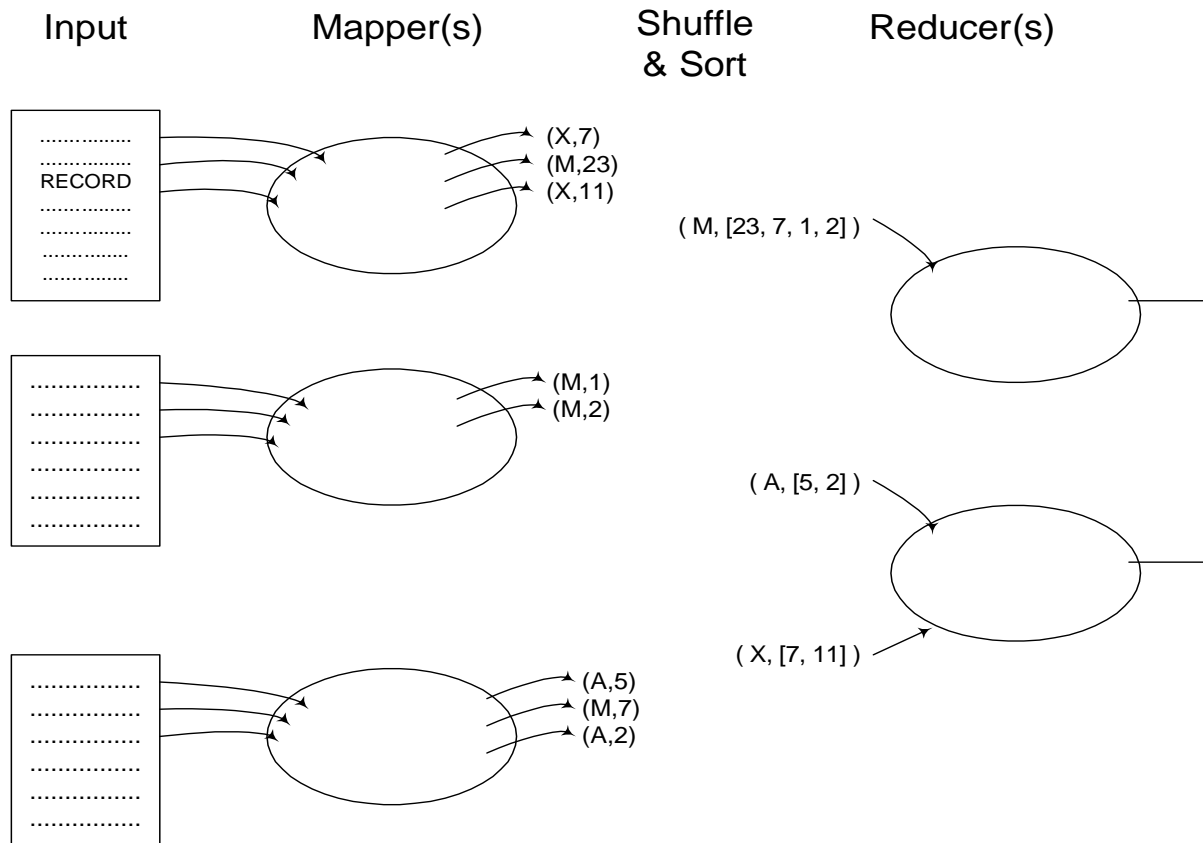 Input
Mapper(s)
Shuffle
& Sort
Reducer(s)
RECORD
(X,7)
(M,23)
(X,11)
(M,1)
(M,2)
(A,5)
(M,7)
(A,2)
( M, [23, 7, 1, 2] )
( A, [5, 2] )
( X, [7, 11] )